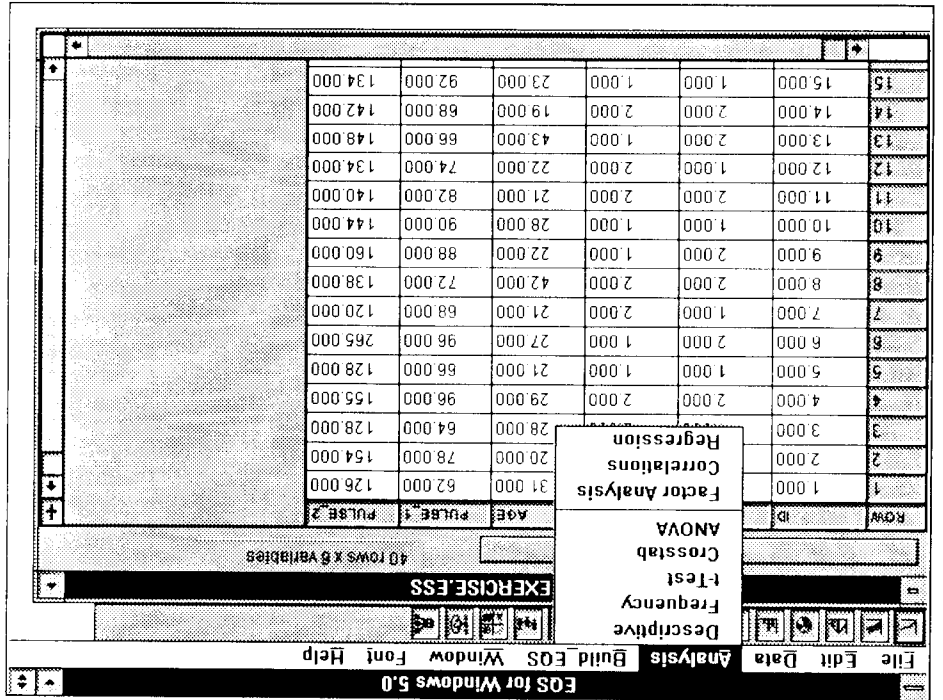 EQS for Windows 5.0
File Edit Data Analysis Build_EQS Window Font Help
Descriptive
Frequency
t-Test
Crosstab
ANOVA
Factor Analysis
Correlations
Regression
EXERCISE.ESS
40 rows x 6 variables
ROW ID AGE PULSE_1 PULSE_2
1 1.000 31.000 62.000 126.000
2 2.000 20.000 78.000 154.000
3 3.000 28.000 64.000 128.000
4 4.000 2.000 2.000 29.000 96.000 155.000
5 5.000 1.000 1.000 21.000 66.000 128.000
6 6.000 2.000 1.000 27.000 96.000 265.000
7 7.000 1.000 2.000 21.000 68.000 120.000
8 8.000 2.000 2.000 42.000 72.000 138.000
9 9.000 2.000 1.000 22.000 88.000 160.000
10 10.000 1.000 1.000 28.000 90.000 144.000
11 11.000 2.000 2.000 21.000 82.000 140.000
12 12.000 1.000 2.000 22.000 74.000 134.000
13 13.000 2.000 1.000 43.000 66.000 148.000
14 14.000 2.000 2.000 19.000 68.000 142.000
15 15.000 1.000 1.000 23.000 92.000 134.000